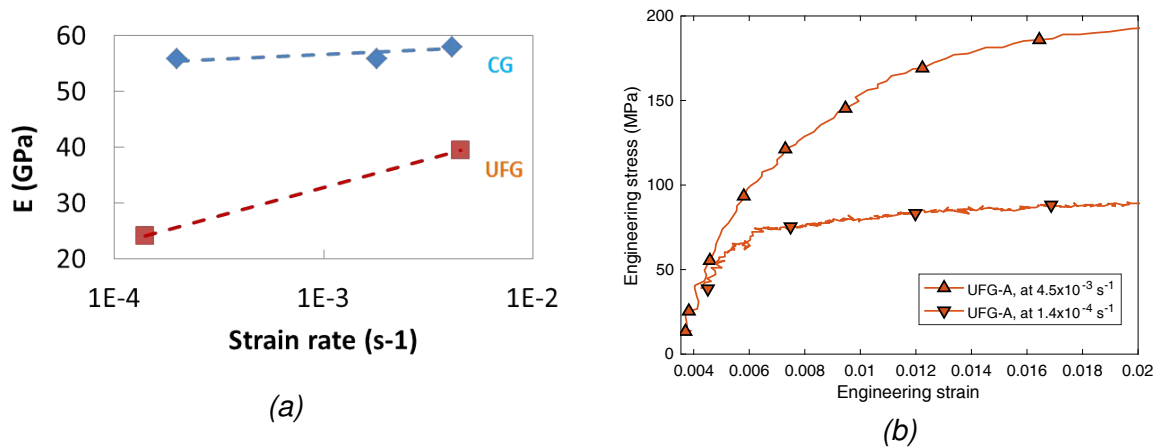 60
50
40
30
20
E (GPa)
CG
UFG
1E-4
1E-3
1E-2
Strain rate (s-1)
(a)
200
150
100
50
0
Engineering stress (MPa)
UFG-A, at 4.5x10⁻³ s⁻¹
UFG-A, at 1.4x10⁻⁴ s⁻¹
0.004 0.006 0.008 0.01 0.012 0.014 0.016 0.018 0.02
Engineering strain
(b)